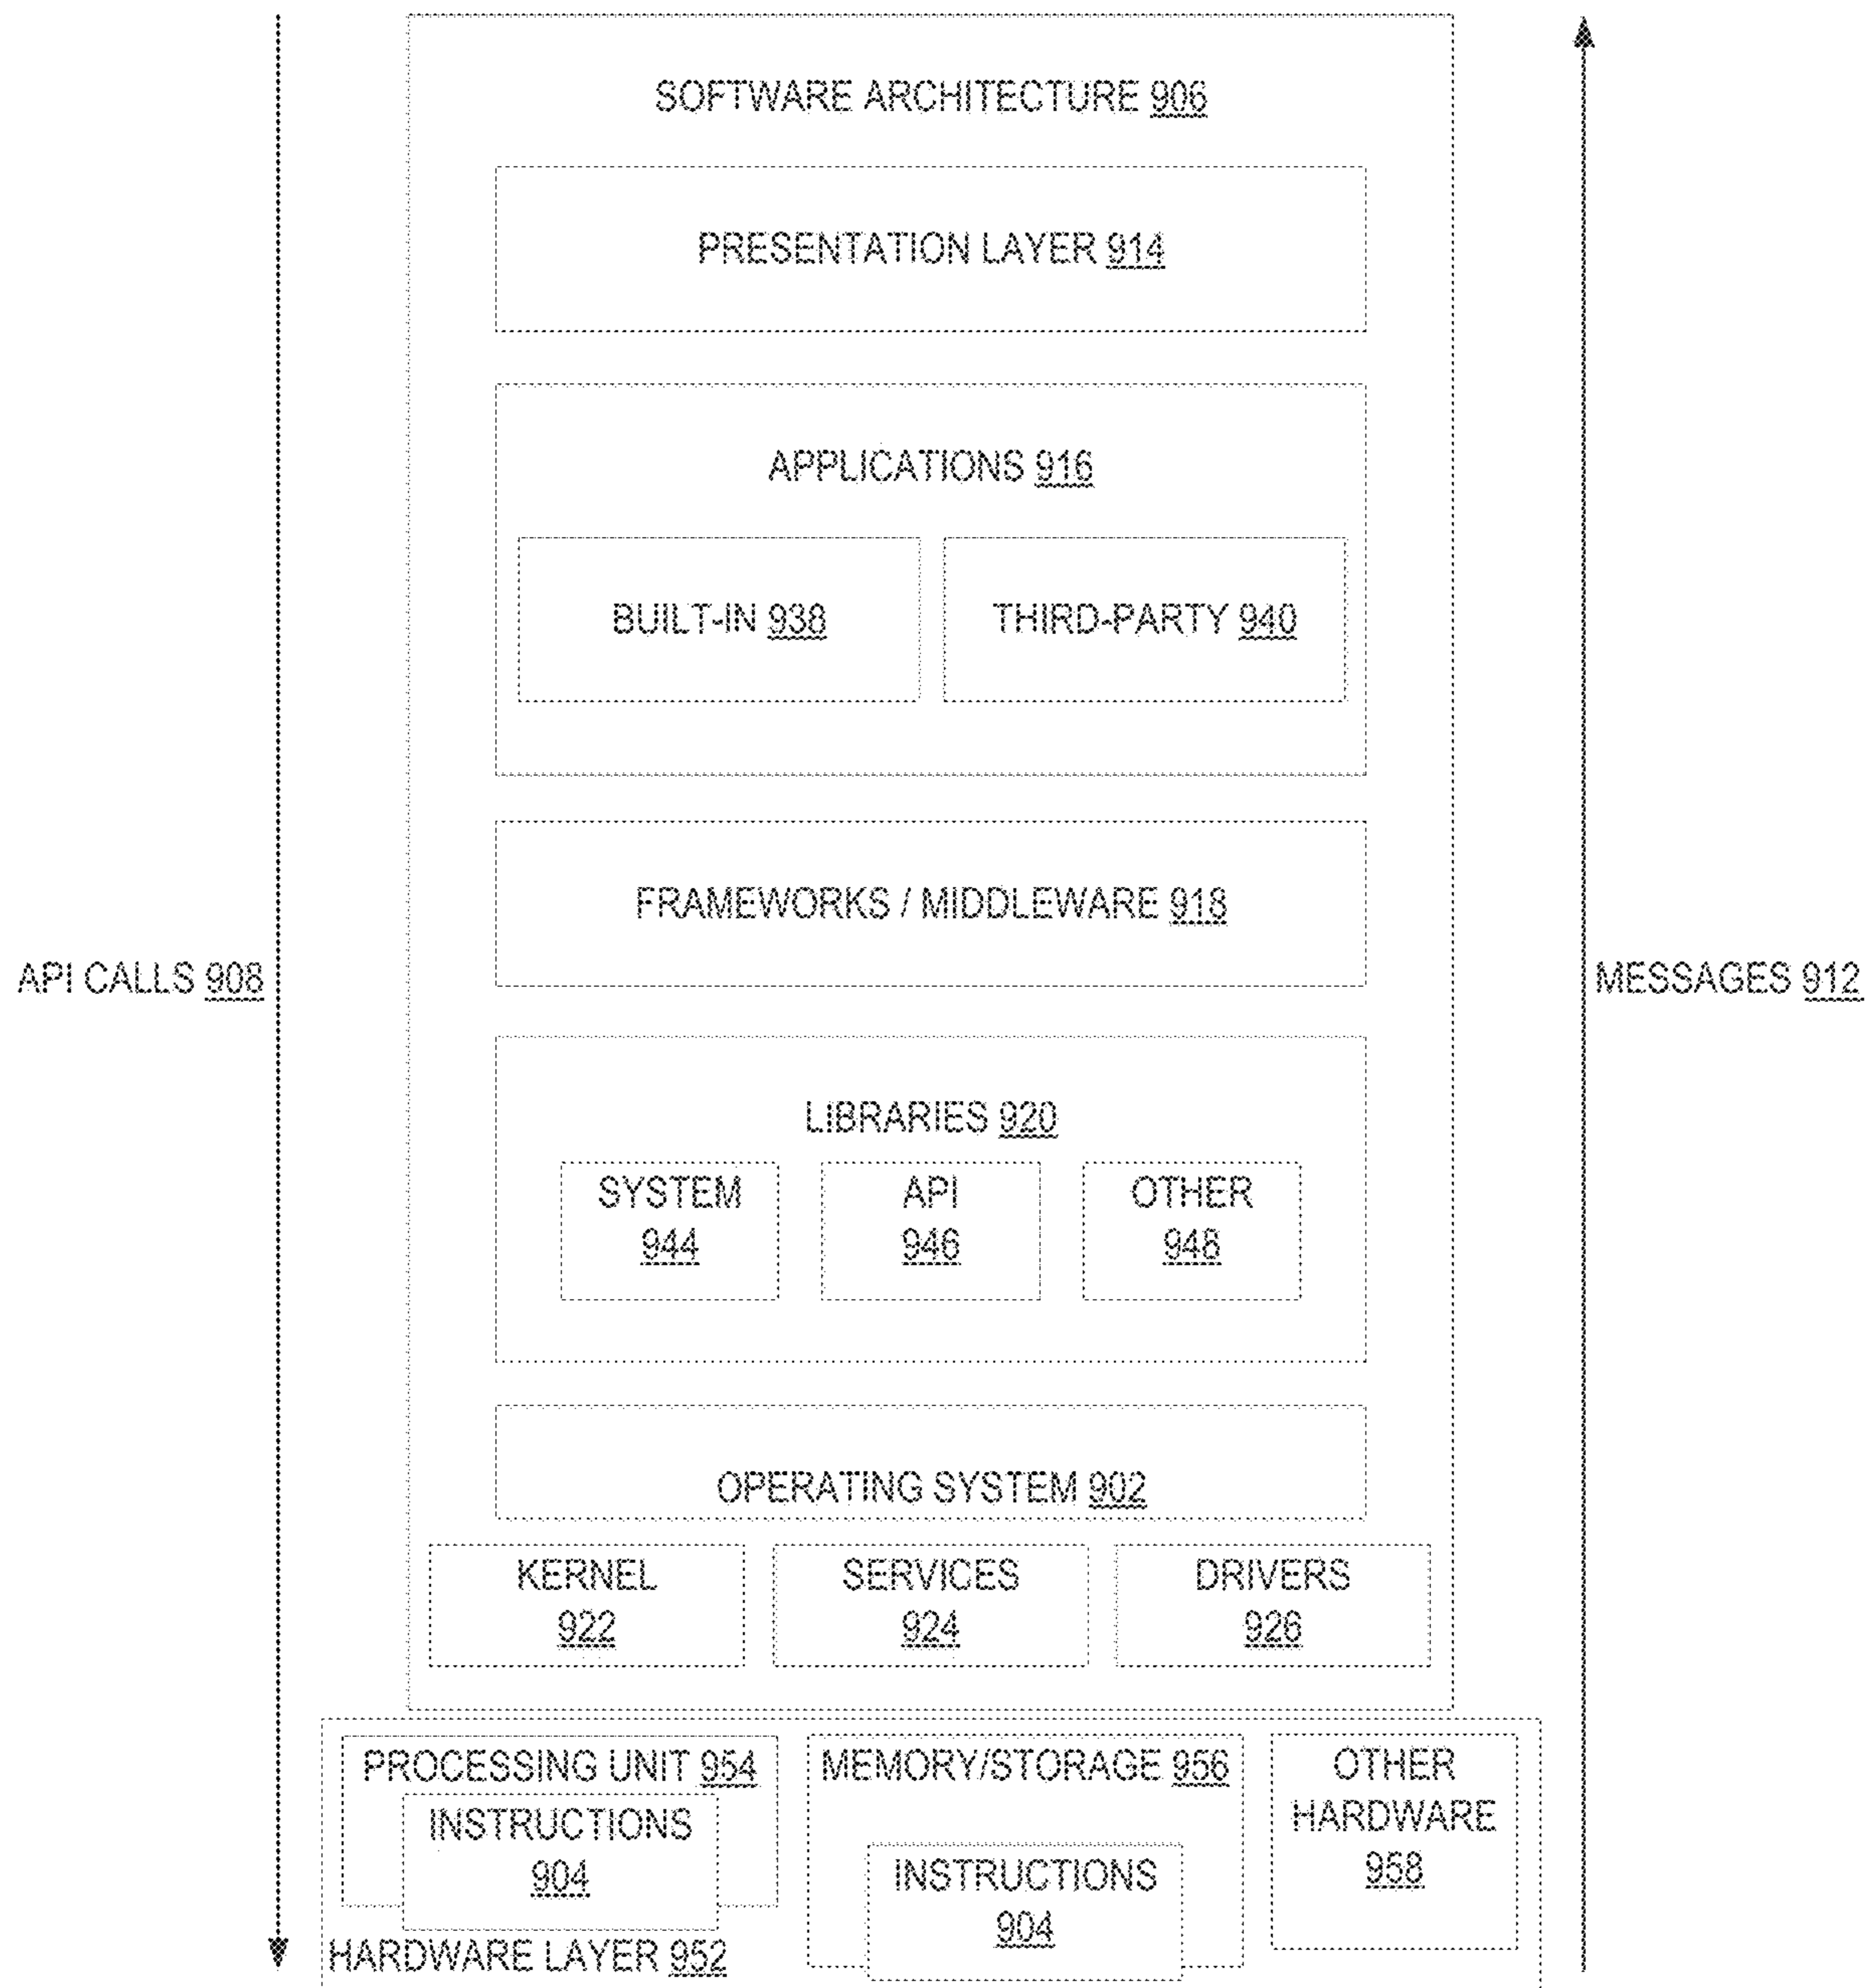 SOFTWARE ARCHITECTURE 906
PRESENTATION LAYER 914
APPLICATIONS 916
BUILT-IN 938
THIRD-PARTY 940
FRAMEWORKS / MIDDLEWARE 918
API CALLS 908
MESSAGES 912
LIBRARIES 920
SYSTEM
944
API
946
OTHER
948
OPERATING SYSTEM 902
KERNEL
922
SERVICES
924
DRIVERS
926
PROCESSING UNIT 954
INSTRUCTIONS
904
MEMORY/STORAGE 956
INSTRUCTIONS
904
OTHER
HARDWARE
958
HARDWARE LAYER 952